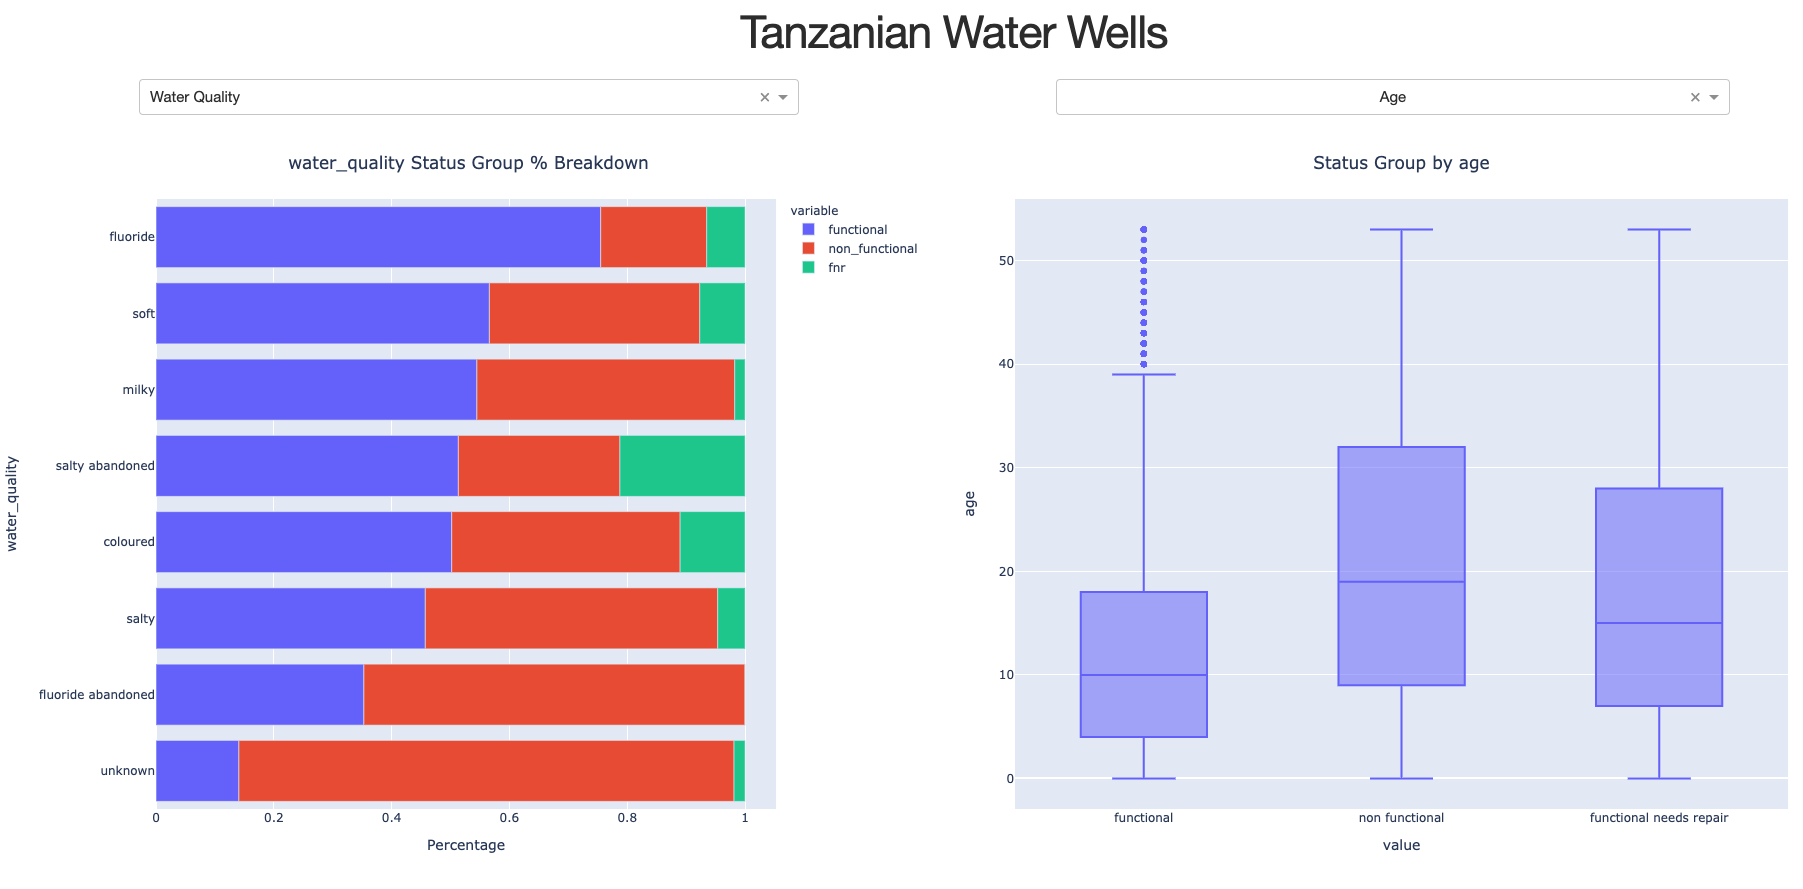 Tanzanian Water Wells
Water Quality × 
Age ×
water_quality Status Group % Breakdown
water_quality
fluoride
soft
milky
salty abandoned
coloured
salty
fluoride abandoned
unknown
0 0.2 0.4 0.6 0.8 1
Percentage
variable
functional
non_functional
fnr
Status Group by age
age
50
40
30
20
10
0
functional non functional functional needs repair
value